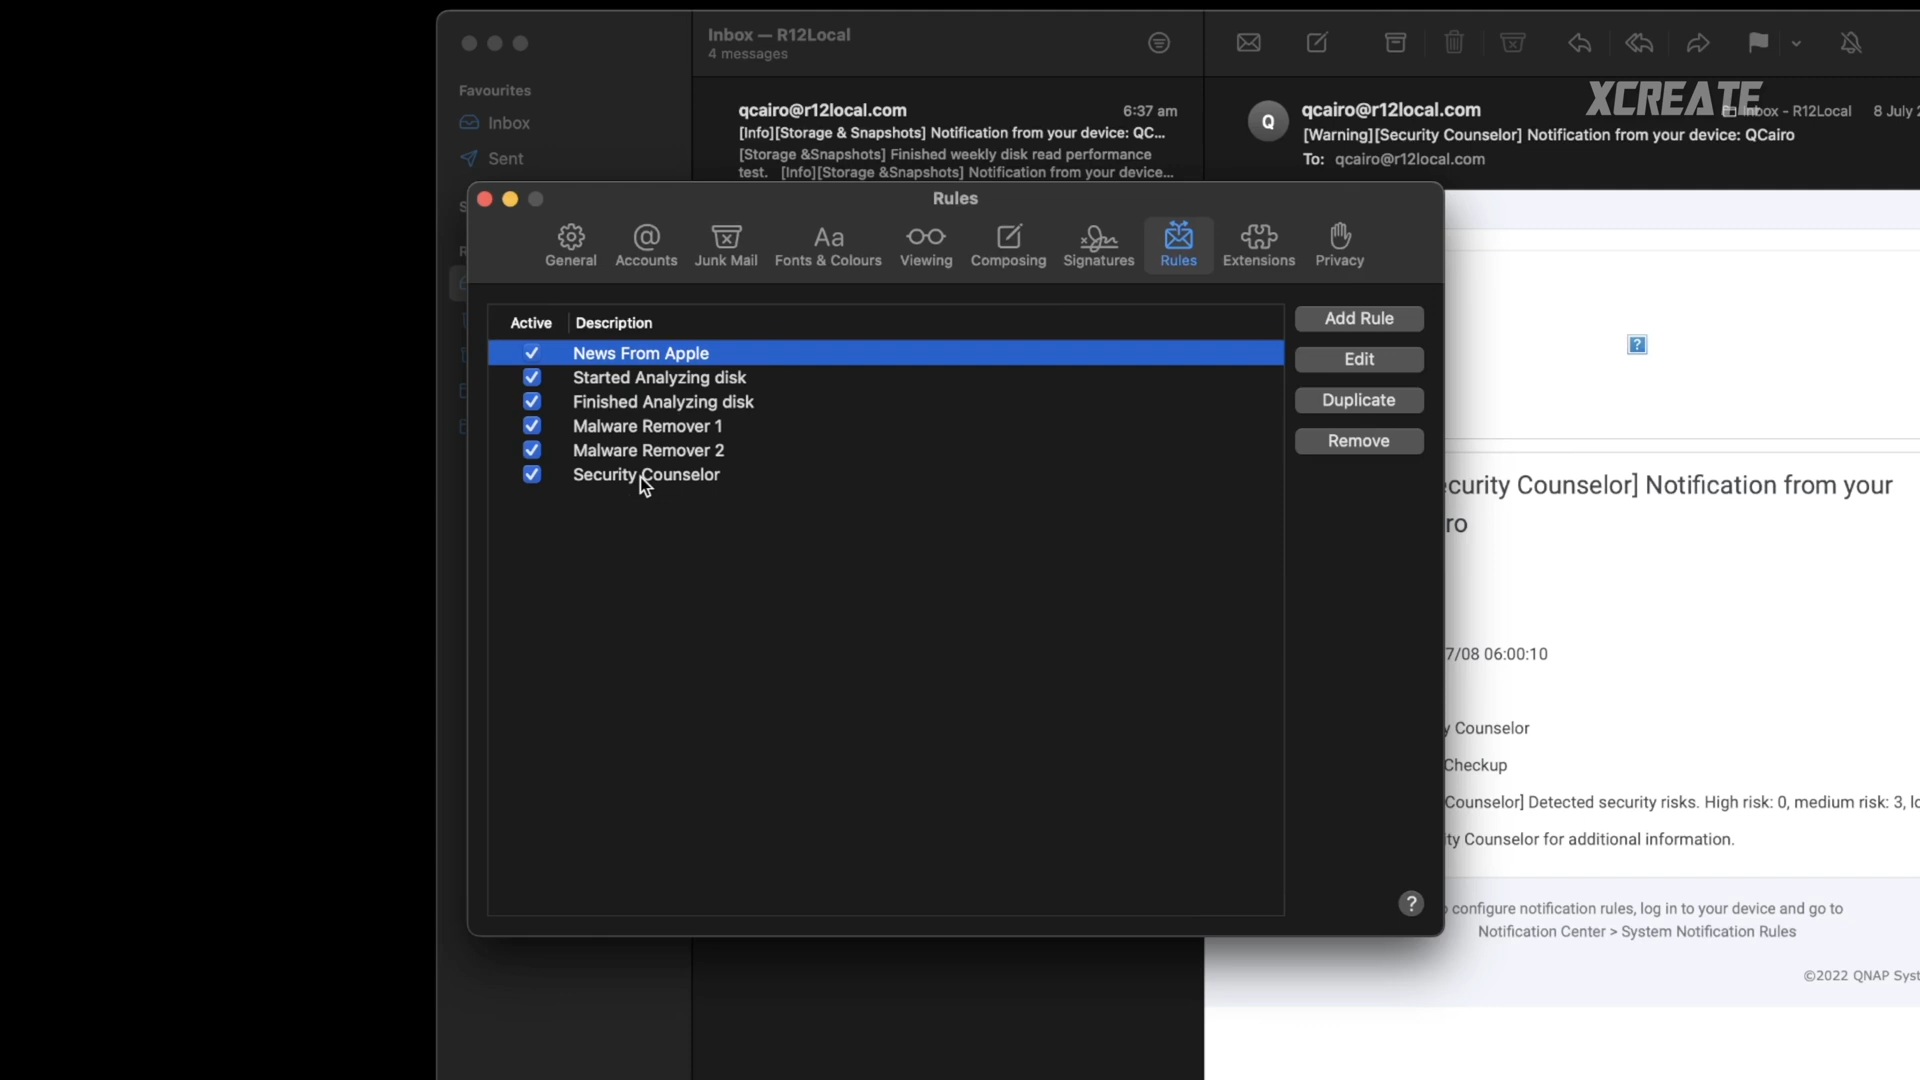 Inbox — R12Local
4 messages
Favourites
Inbox
Sent
qcairo@r12local.com 6:37 am
[Info][Storage & Snapshots] Notification from your device: QC...
[Storage &Snapshots] Finished weekly disk read performance
test. [Info][Storage &Snapshots] Notification from your device...
Q
qcairo@r12local.com
Inbox - R12Local 8 July 2
[Warning][Security Counselor] Notification from your device: QCairo
To: qcairo@r12local.com
XCREATE
Rules
General Accounts Junk Mail Fonts & Colours Viewing Composing Signatures Rules Extensions Privacy
Active Description
News From Apple
Started Analyzing disk
Finished Analyzing disk
Malware Remover 1
Malware Remover 2
Security Counselor
Add Rule
Edit
Duplicate
Remove
?
?
curity Counselor] Notification from your
ro
7/08 06:00:10
y Counselor
Checkup
Counselor] Detected security risks. High risk: 0, medium risk: 3, lo
ity Counselor for additional information.
o configure notification rules, log in to your device and go to
Notification Center > System Notification Rules
©2022 QNAP Syst